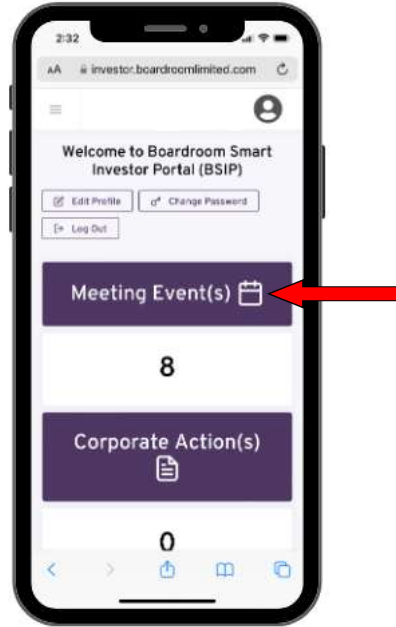 2:32
AA investor.boardroomlimited.com
Welcome to Boardroom Smart
Investor Portal (BSIP)
Edit Profile Change Password
Log Out
Meeting Event(s)
8
Corporate Action(s)
0